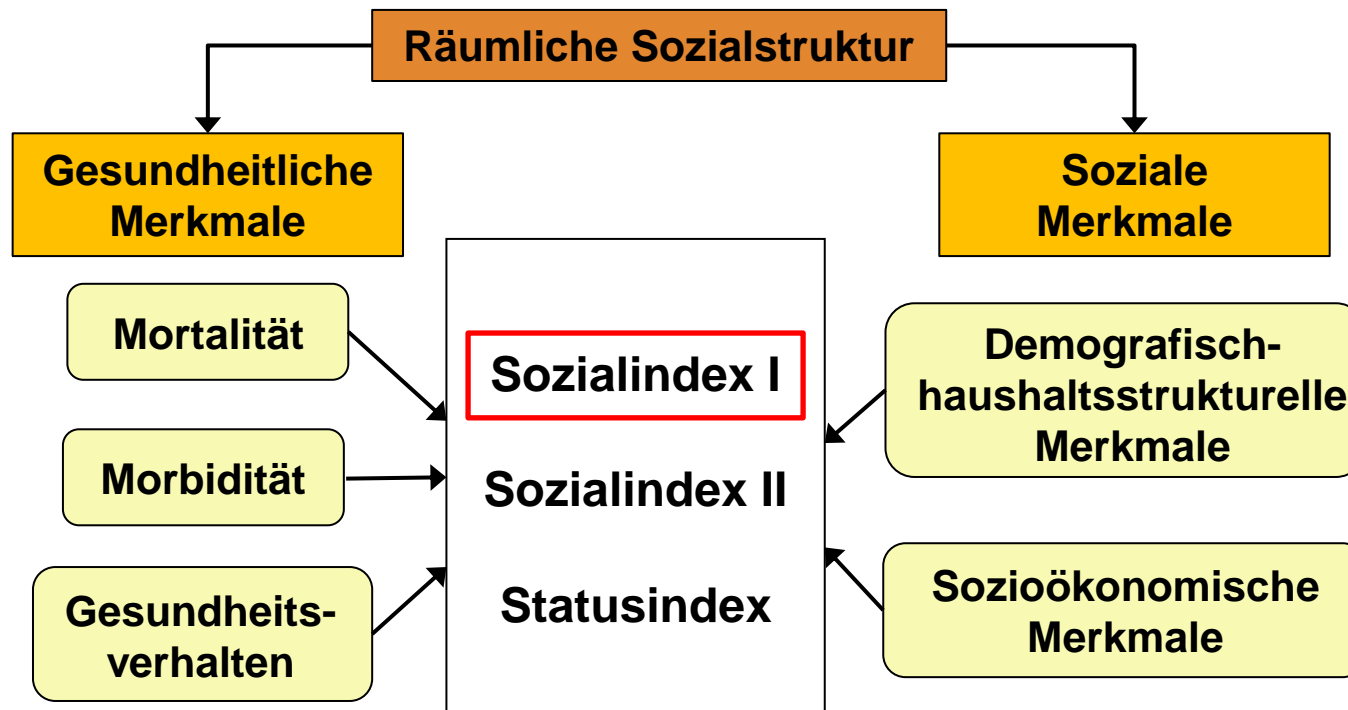 Räumliche Sozialstruktur
Gesundheitliche
Merkmale
Soziale
Merkmale
Mortalität
Morbidität
Gesundheits-
verhalten
Sozialindex I
Sozialindex II
Statusindex
Demografisch-
haushaltsstrukturelle
Merkmale
Sozioökonomische
Merkmale